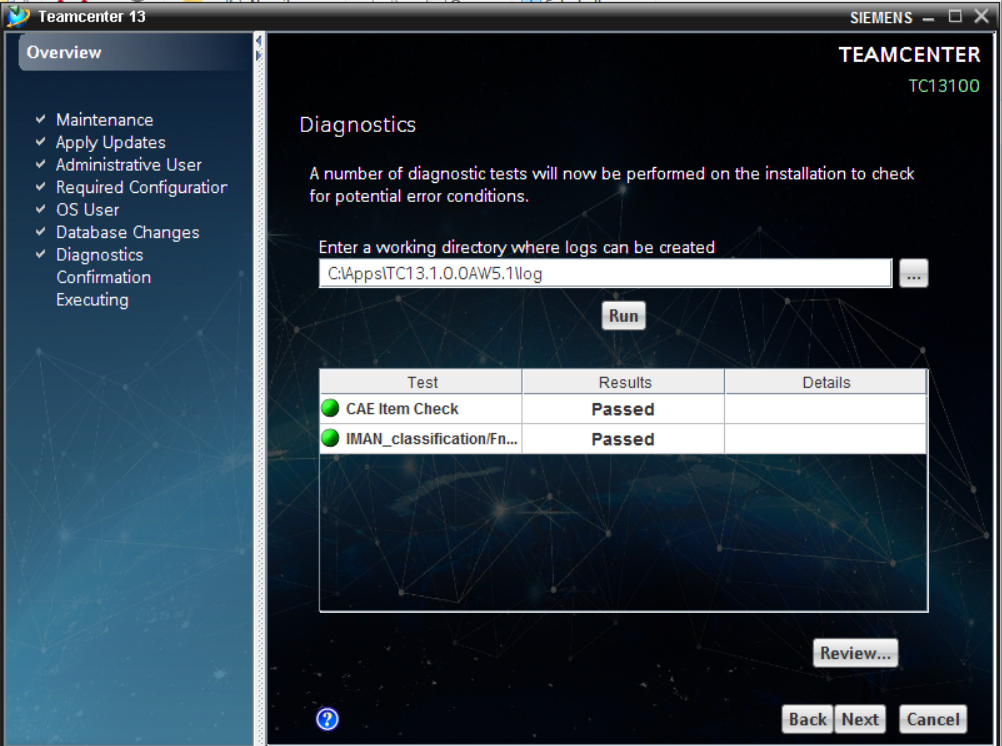 Teamcenter 13
SIEMENS
Overview
Maintenance
Apply Updates
Administrative User
Required Configuration
OS User
Database Changes
Diagnostics
Confirmation
Executing
TEAMCENTER
TC13100
Diagnostics
A number of diagnostic tests will now be performed on the installation to check
for potential error conditions.
Enter a working directory where logs can be created
C:\Apps\TC13.1.0.0AW5.1\log
...
Run
Test Results Details
CAE Item Check Passed
IMAN_classification/Fn... Passed
Review...
?
Back Next Cancel